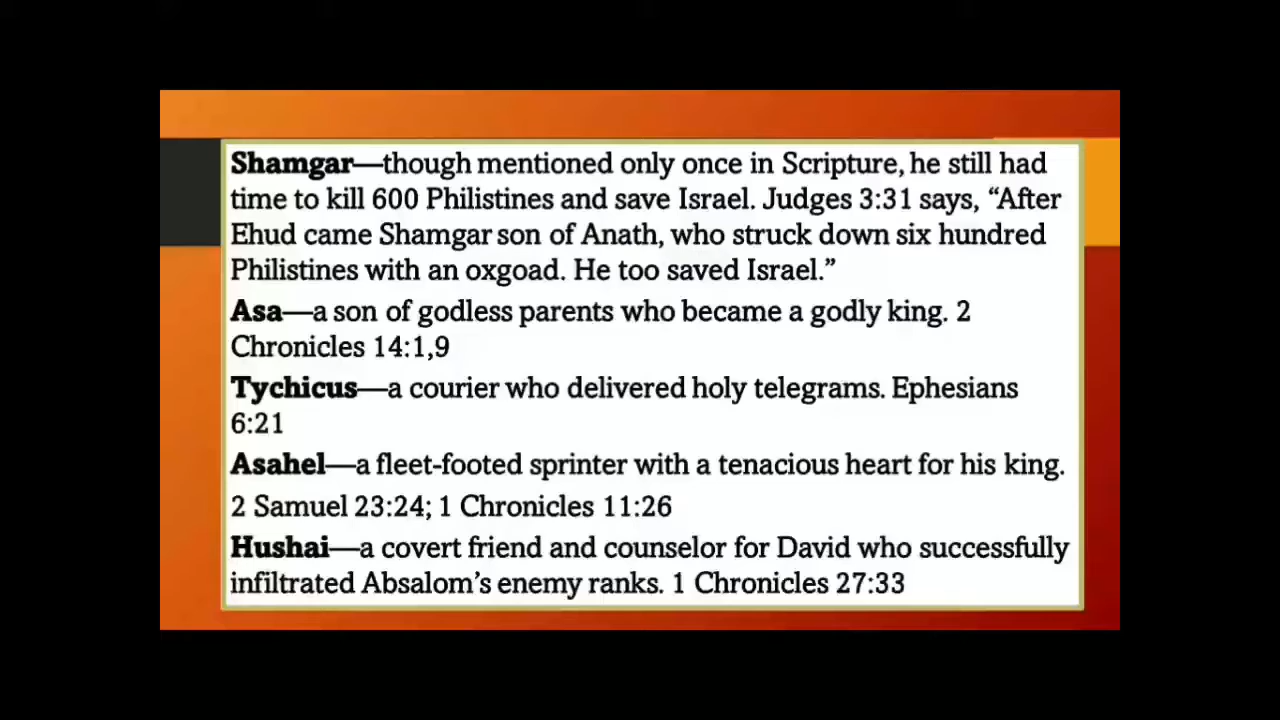 Shamgar—though mentioned only once in Scripture, he still had
time to kill 600 Philistines and save Israel. Judges 3:31 says, “After
Ehud came Shamgar son of Anath, who struck down six hundred
Philistines with an oxgoad. He too saved Israel.”
Asa—a son of godless parents who became a godly king. 2
Chronicles 14:1,9
Tychicus—a courier who delivered holy telegrams. Ephesians
6:21
Asahel—a fleet-footed sprinter with a tenacious heart for his king.
2 Samuel 23:24; 1 Chronicles 11:26
Hushai—a covert friend and counselor for David who successfully
infiltrated Absalom’s enemy ranks. 1 Chronicles 27:33